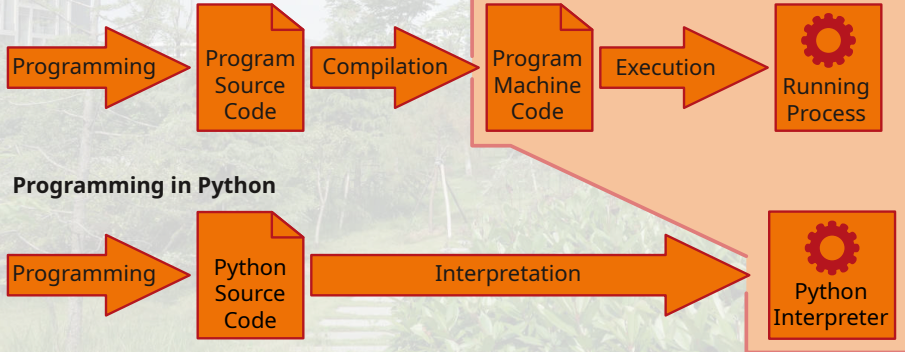 Programming
Program
Source
Code
Compilation
Program
Machine
Code
Execution
Running
Process
Programming in Python
Programming
Python
Source
Code
Interpretation
Python
Interpreter